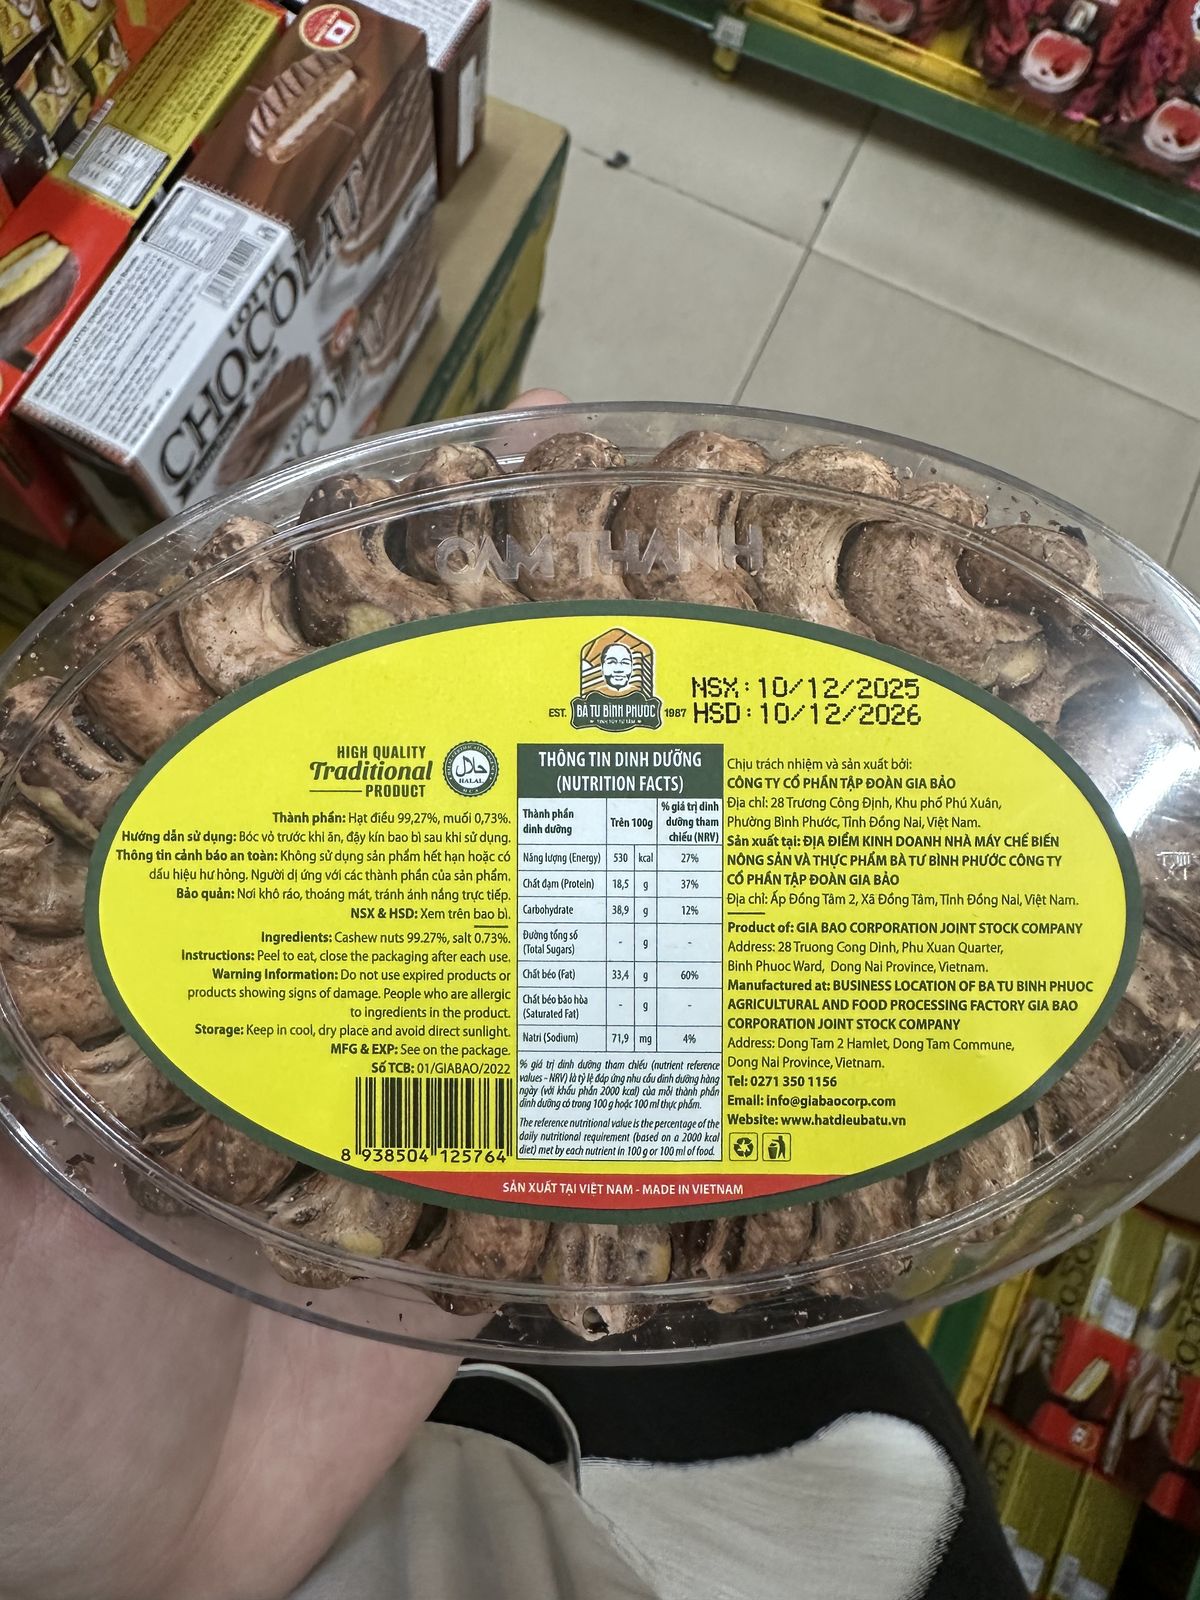 LOTTE
CHOCOLAT
CAM THANH
EST. BÀ TƯ BÌNH PHƯỚC 1987
NSX : 10/12/2025
HSD : 10/12/2026
HIGH QUALITY
Traditional
PRODUCT
HALAL
Thành phần: Hạt điều 99,27%, muối 0,73%.
Hướng dẫn sử dụng: Bóc vỏ trước khi ăn, đậy kín bao bì sau khi sử dụng.
Thông tin cảnh báo an toàn: Không sử dụng sản phẩm hết hạn hoặc có
dấu hiệu hư hỏng. Người dị ứng với các thành phần của sản phẩm.
Bảo quản: Nơi khô ráo, thoáng mát, tránh ánh nắng trực tiếp.
NSX & HSD: Xem trên bao bì.
Ingredients: Cashew nuts 99.27%, salt 0.73%.
Instructions: Peel to eat, close the packaging after each use.
Warning Information: Do not use expired products or
products showing signs of damage. People who are allergic
to ingredients in the product.
Storage: Keep in cool, dry place and avoid direct sunlight.
MFG & EXP: See on the package.
Số TCB: 01/GIABAO/2022
8 938504 125764
THÔNG TIN DINH DƯỠNG
(NUTRITION FACTS)
Thành phần dinh dưỡng Trên 100g % giá trị dinh dưỡng tham chiếu (NRV)
Năng lượng (Energy) 530 kcal 27%
Chất đạm (Protein) 18,5 g 37%
Carbohydrate 38,9 g 12%
Đường tổng số (Total Sugars) - g -
Chất béo (Fat) 33,4 g 60%
Chất béo bão hòa (Saturated Fat) - g -
Natri (Sodium) 71,9 mg 4%
% giá trị dinh dưỡng tham chiếu (nutrient reference
values - NRV) là tỷ lệ đáp ứng nhu cầu dinh dưỡng hàng
ngày (với khẩu phần 2000 kcal) của mỗi thành phần
dinh dưỡng có trong 100 g hoặc 100 ml thực phẩm.
The reference nutritional value is the percentage of the
daily nutritional requirement (based on a 2000 kcal
diet) met by each nutrient in 100 g or 100 ml of food.
Chịu trách nhiệm và sản xuất bởi:
CÔNG TY CỔ PHẦN TẬP ĐOÀN GIA BẢO
Địa chỉ: 28 Trương Công Định, Khu phố Phú Xuân,
Phường Bình Phước, Tỉnh Đồng Nai, Việt Nam.
Sản xuất tại: ĐỊA ĐIỂM KINH DOANH NHÀ MÁY CHẾ BIẾN
NÔNG SẢN VÀ THỰC PHẨM BÀ TƯ BÌNH PHƯỚC CÔNG TY
CỔ PHẦN TẬP ĐOÀN GIA BẢO
Địa chỉ: Ấp Đồng Tâm 2, Xã Đồng Tâm, Tỉnh Đồng Nai, Việt Nam.
Product of: GIA BAO CORPORATION JOINT STOCK COMPANY
Address: 28 Truong Cong Dinh, Phu Xuan Quarter,
Binh Phuoc Ward, Dong Nai Province, Vietnam.
Manufactured at: BUSINESS LOCATION OF BA TU BINH PHUOC
AGRICULTURAL AND FOOD PROCESSING FACTORY GIA BAO
CORPORATION JOINT STOCK COMPANY
Address: Dong Tam 2 Hamlet, Dong Tam Commune,
Dong Nai Province, Vietnam.
Tel: 0271 350 1156
Email: info@giabaocorp.com
Website: www.hatdieubatu.vn
SẢN XUẤT TẠI VIỆT NAM - MADE IN VIETNAM